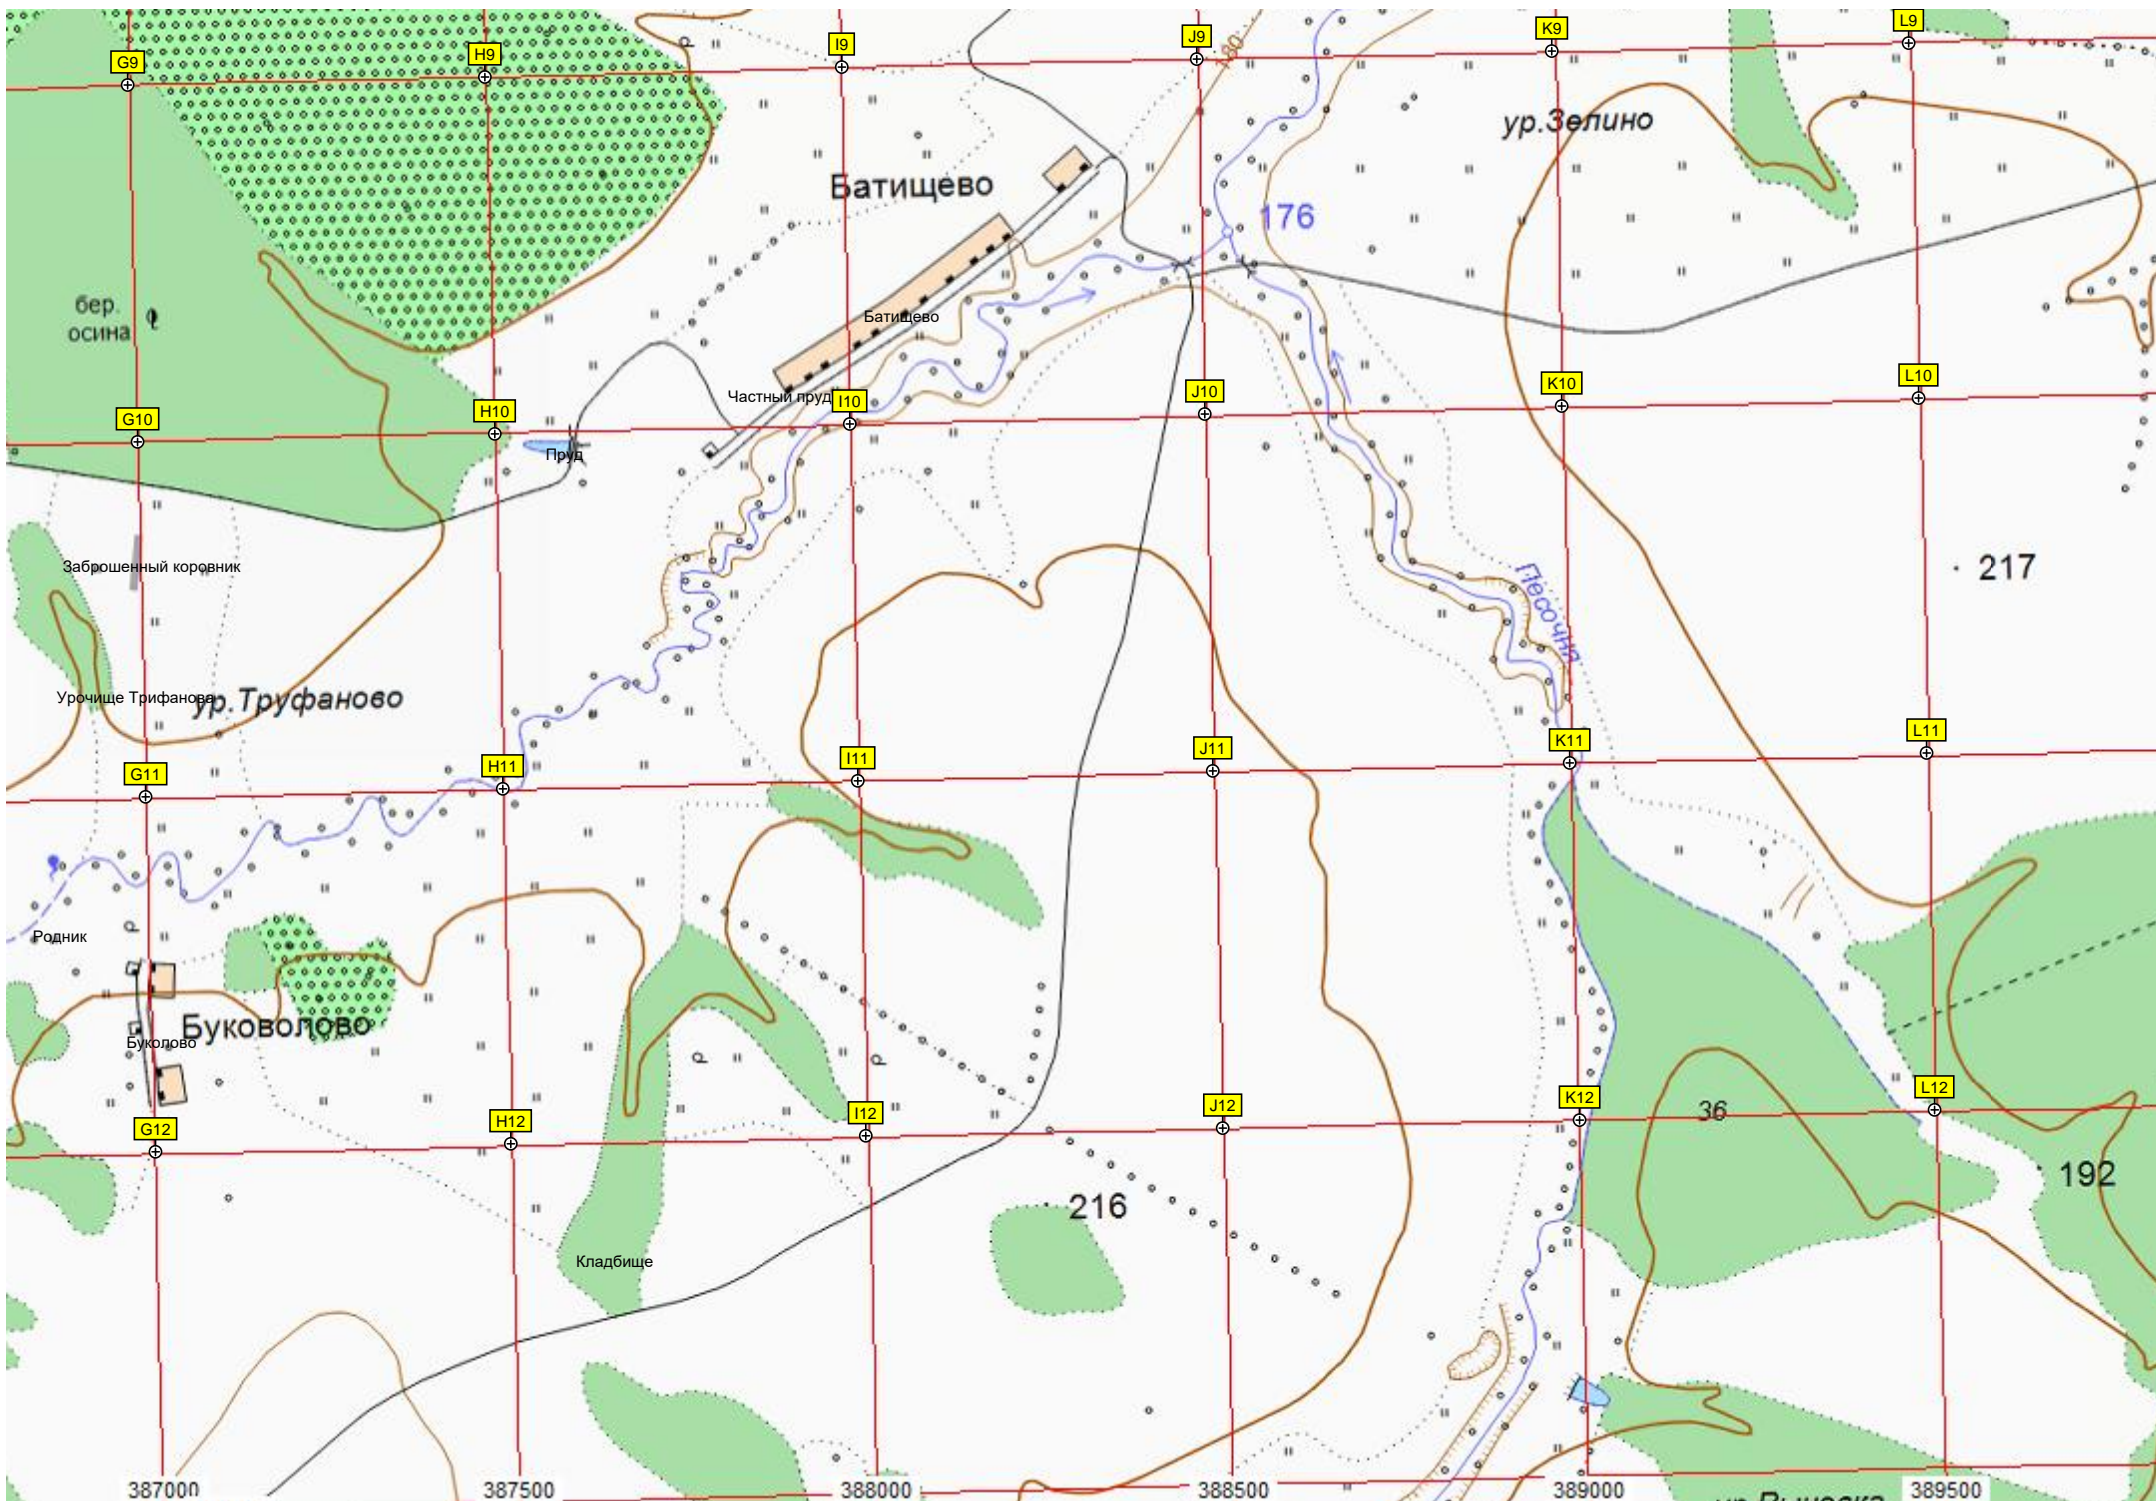 G9
H9
I9
J9
K9
L9
180
ур.Зелино
Батищево
176
бер.
осина
Батищево
Частный пруд
G10
H10
I10
J10
K10
L10
Пруд
Заброшенный коровник
217
Песочня
Урочище Трифаново
ур.Труфаново
G11
H11
I11
J11
K11
L11
Родник
Буковолово
Буколово
G12
H12
I12
J12
K12
L12
36
192
216
Кладбище
387000
387500
388000
388500
389000
389500